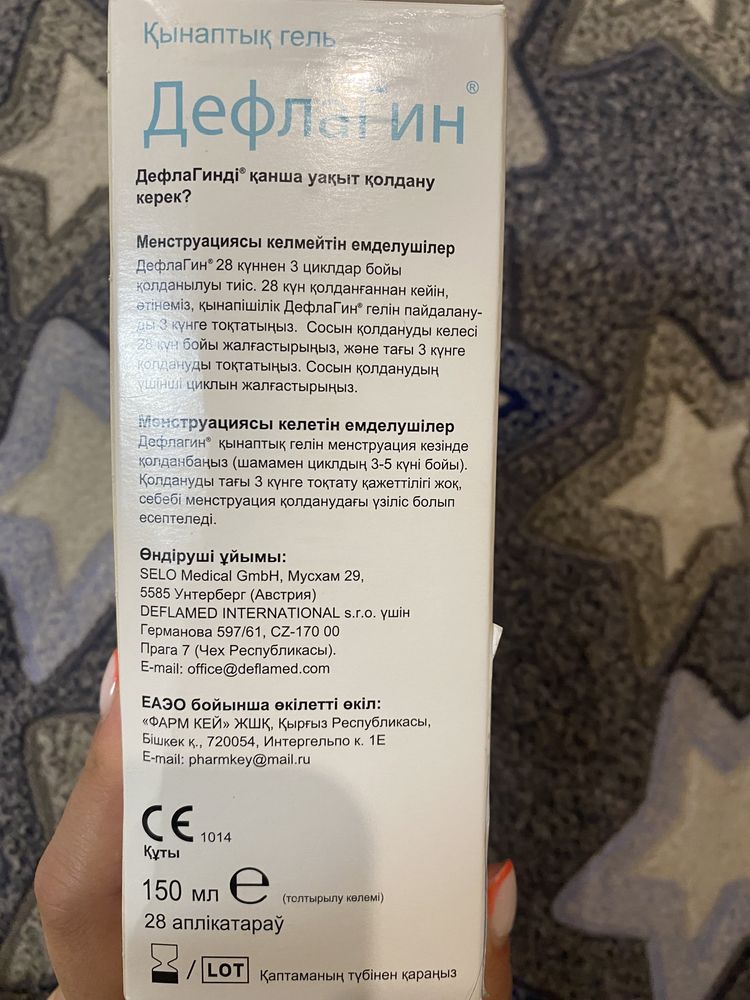 Қынаптық гель
ДефлаГин®
ДефлаГинді® қанша уақыт қолдану
керек?
Менструациясы келмейтін емделушілер
ДефлаГин® 28 күннен 3 циклдар бойы
қолданылуы тиіс. 28 күн қолданғаннан кейін,
өтінеміз, қынапішілік ДефлаГин® гелін пайдалану-
ды 3 күнге тоқтатыңыз. Сосын қолдануды келесі
28 күн бойы жалғастырыңыз, және тағы 3 күнге
қолдануды тоқтатыңыз. Сосын қолданудың
үшінші циклын жалғастырыңыз.
Менструациясы келетін емделушілер
Дефлагин® қынаптық гелін менструация кезінде
қолданбаңыз (шамамен циклдың 3-5 күні бойы).
Қолдануды тағы 3 күнге тоқтату қажеттілігі жоқ,
себебі менструация қолданудағы үзіліс болып
есептеледі.
Өндіруші ұйымы:
SELO Medical GmbH, Мусхам 29,
5585 Унтерберг (Австрия)
DEFLAMED INTERNATIONAL s.r.o. үшін
Германова 597/61, CZ-170 00
Прага 7 (Чех Республикасы).
E-mail: office@deflamed.com
ЕАЭО бойынша өкілетті өкіл:
«ФАРМ КЕЙ» ЖШҚ, Қырғыз Республикасы,
Бішкек қ., 720054, Интергельпо к. 1Е
E-mail: pharmkey@mail.ru
CE 1014
Құты
150 мл e (толтырылу көлемі)
28 аплікатараў
/ LOT Қаптаманың түбінен қараңыз